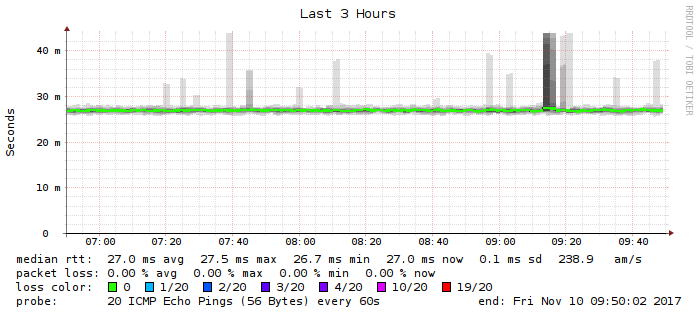 Last 3 Hours
RRDTOOL / TOBI OETIKER
Seconds
40 m
30 m
20 m
10 m
0
07:00 07:20 07:40 08:00 08:20 08:40 09:00 09:20 09:40
median rtt: 27.0 ms avg 27.5 ms max 26.7 ms min 27.0 ms now 0.1 ms sd 238.9 am/s
packet loss: 0.00 % avg 0.00 % max 0.00 % min 0.00 % now
loss color: 0 1/20 2/20 3/20 4/20 10/20 19/20
probe: 20 ICMP Echo Pings (56 Bytes) every 60s end: Fri Nov 10 09:50:02 2017